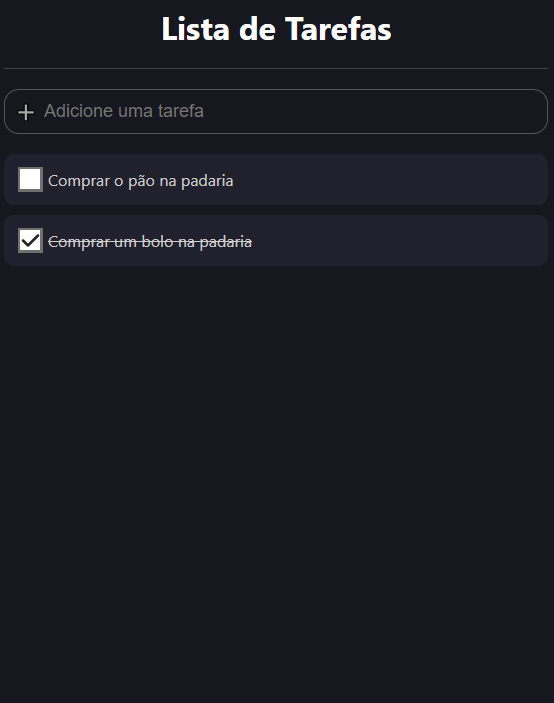 Lista de Tarefas
Adicione uma tarefa
Comprar o pão na padaria
Comprar um bolo na padaria